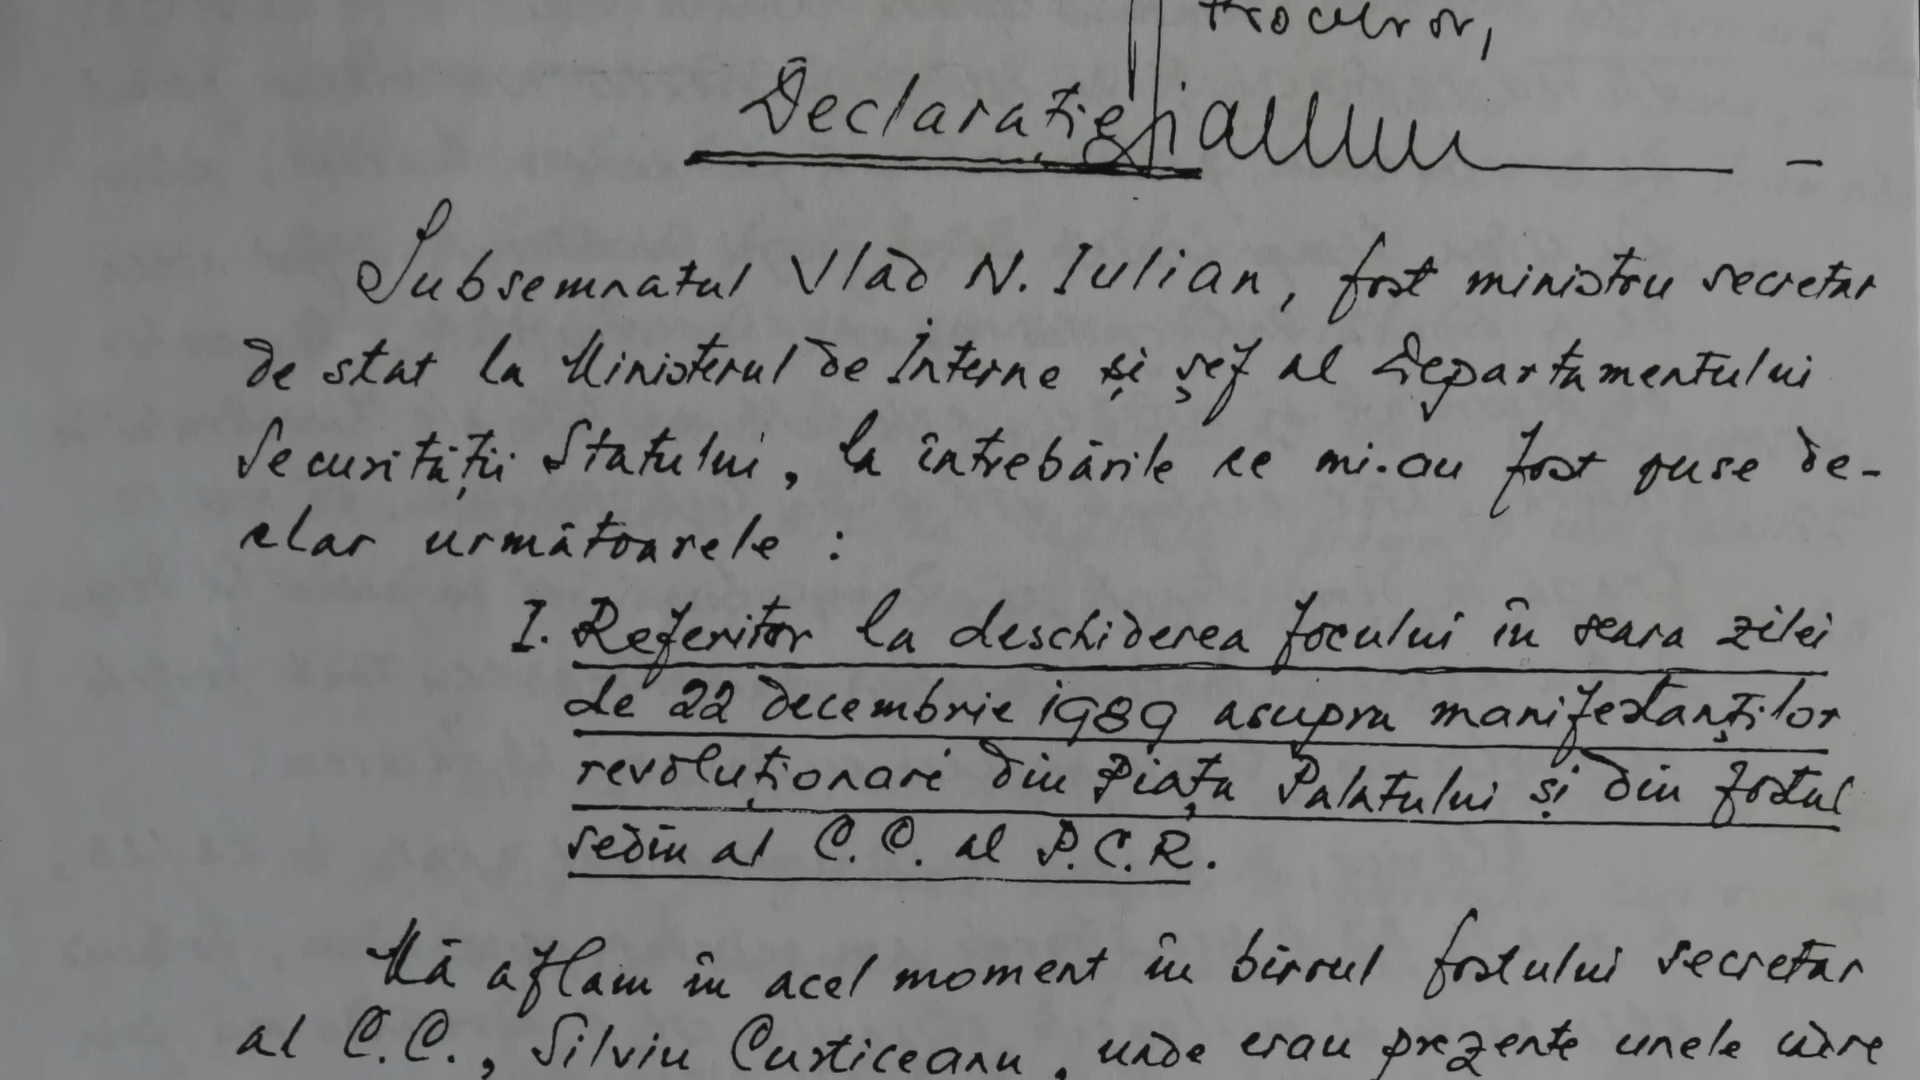 Procuror,
Declarație
Subsemnatul Vlad N. Iulian, fost ministru secretar
de stat la Ministerul de Interne și șef al Departamentului
Securității Statului, la întrebările ce mi-au fost puse de-
clar următoarele :
I. Referitor la deschiderea focului în seara zilei
de 22 decembrie 1989 asupra manifestanților
revoluționari din Piața Palatului și din fostul
sediu al C.C. al P.C.R.
Mă aflam în acel moment în biroul fostului secretar
al C.C., Silviu Curticeanu, unde erau prezente unele